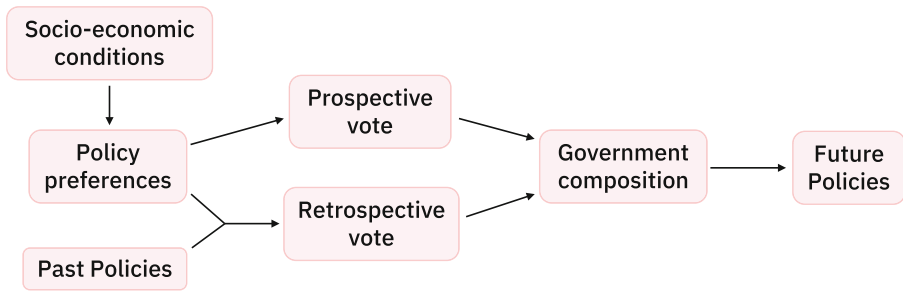 Socio-economic
conditions
Policy
preferences
Past Policies
Prospective
vote
Retrospective
vote
Government
composition
Future
Policies